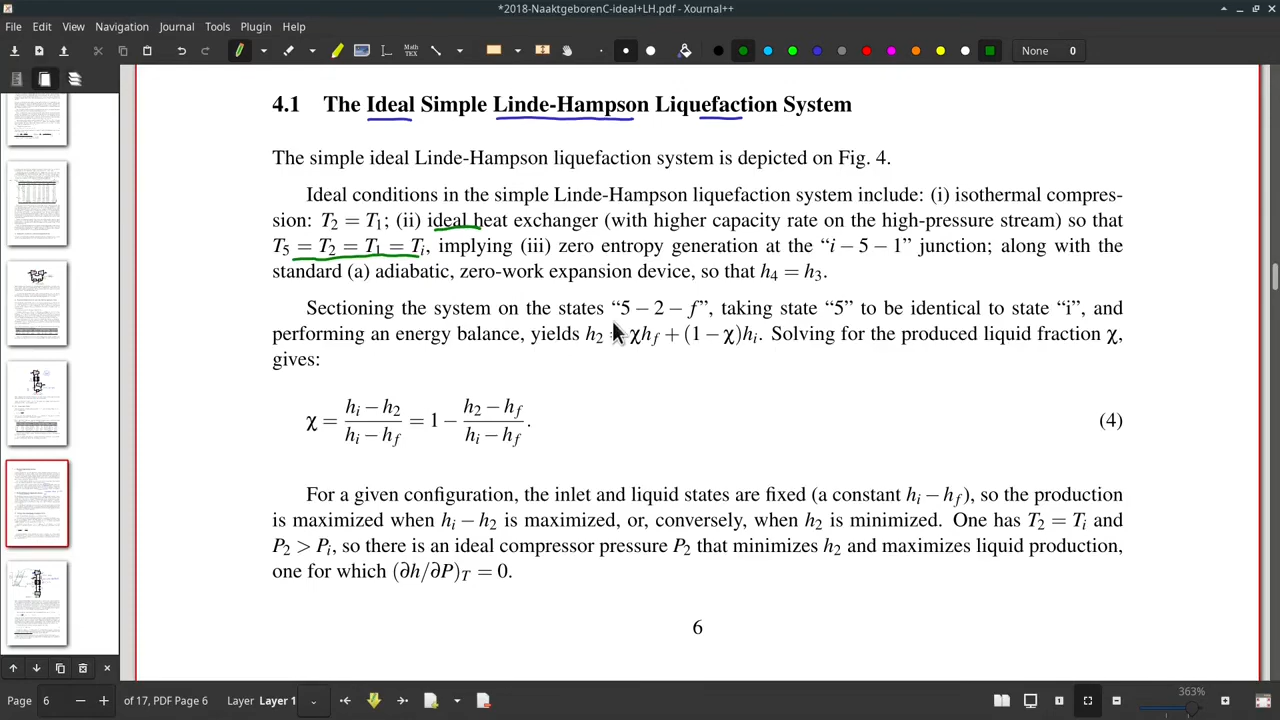 *2018-NaaktgeborenC-ideal+LH.pdf - Xournal++
File Edit View Navigation Journal Tools Plugin Help
Math
TEX
None 0
4.1 The Ideal Simple Linde-Hampson Liquefaction System
The simple ideal Linde-Hampson liquefaction system is depicted on Fig. 4.
Ideal conditions in the simple Linde-Hampson liquefaction system include: (i) isothermal compres-
sion: T₂ = T₁; (ii) ideal heat exchanger (with higher capacity rate on the high-pressure stream) so that
T₅ = T₂ = T₁ = Tᵢ, implying (iii) zero entropy generation at the “i − 5 − 1” junction; along with the
standard (a) adiabatic, zero-work expansion device, so that h₄ = h₃.
Sectioning the system on the states “5 − 2 − f”, taking state “5” to be identical to state “i”, and
performing an energy balance, yields h₂ = χh_f + (1 − χ)hᵢ. Solving for the produced liquid fraction χ,
gives:
χ = (hᵢ − h₂)/(hᵢ − h_f) = 1 − (h₂ − h_f)/(hᵢ − h_f). (4)
For a given configuration, the inlet and liquid states are fixed (a constant hᵢ − h_f), so the production
is maximized when hᵢ − h₂ is maximized, or, conversely, when h₂ is minimized. One has T₂ = Tᵢ and
P₂ > Pᵢ, so there is an ideal compressor pressure P₂ that minimizes h₂ and maximizes liquid production,
one for which (∂h/∂P)_T = 0.
6
Page 6 of 17, PDF Page 6 Layer Layer 1 363%